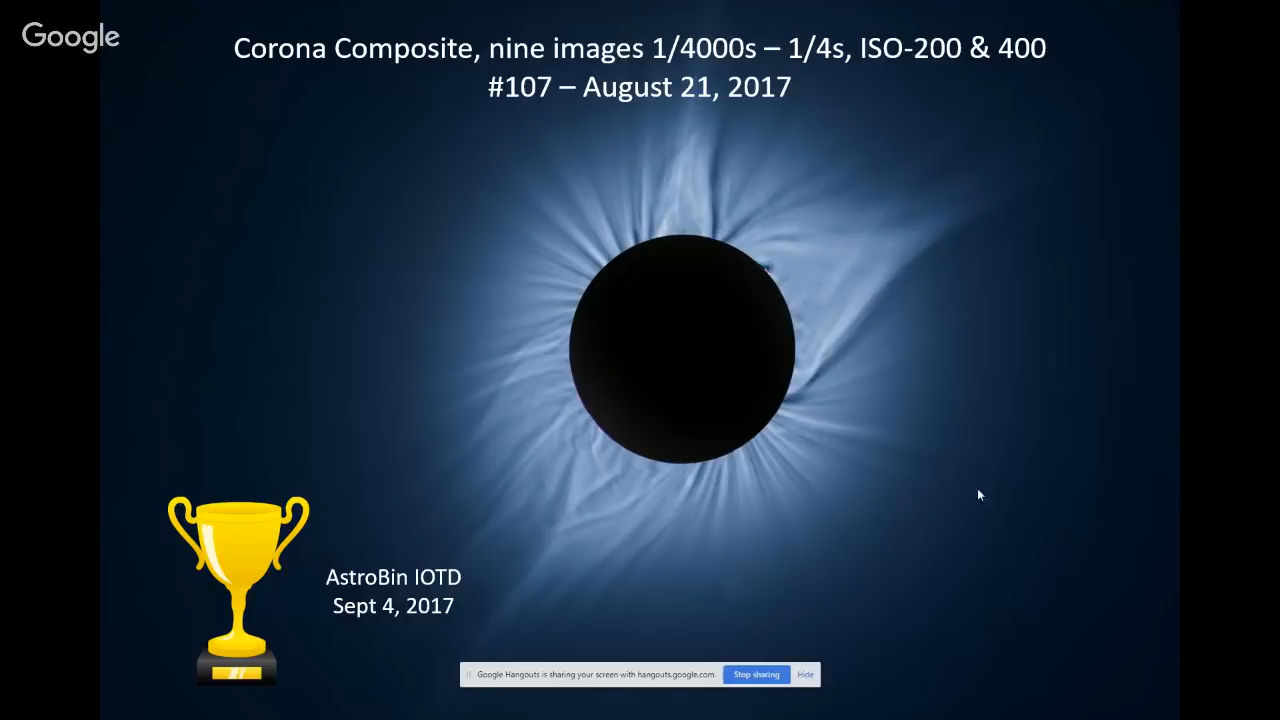 Google
Corona Composite, nine images 1/4000s – 1/4s, ISO-200 & 400
#107 – August 21, 2017
AstroBin IOTD
Sept 4, 2017
Google Hangouts is sharing your screen with hangouts.google.com.
Stop sharing
Hide